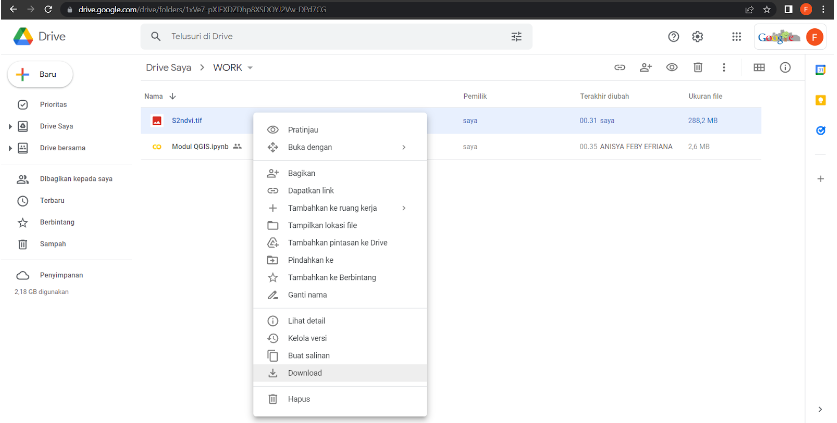 drive.google.com/drive/folders/
F
Drive
Telusuri di Drive
F
Baru
Drive Saya > WORK
Nama
Pemilik
Terakhir diubah
Ukuran file
Prioritas
S2ndvi.tif
saya
00.31 saya
288,2 MB
Drive Saya
Modul QGIS.ipynb
saya
00.35 ANISYA FEBY EFRIANA
2,6 MB
Drive bersama
Dibagikan kepada saya
Terbaru
Berbintang
Sampah
Penyimpanan
2,18 GB digunakan
Pratinjau
Buka dengan
Bagikan
Dapatkan link
Tambahkan ke ruang kerja
Tampilkan lokasi file
Tambahkan pintasan ke Drive
Pindahkan ke
Tambahkan ke Berbintang
Ganti nama
Lihat detail
Kelola versi
Buat salinan
Download
Hapus